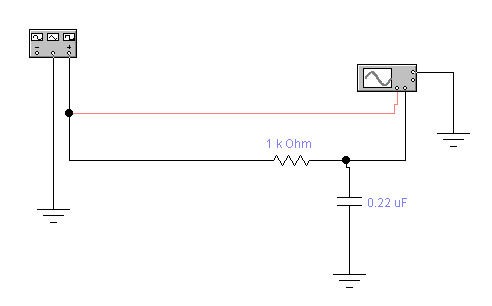 − +
1 k Ohm
0.22 uF